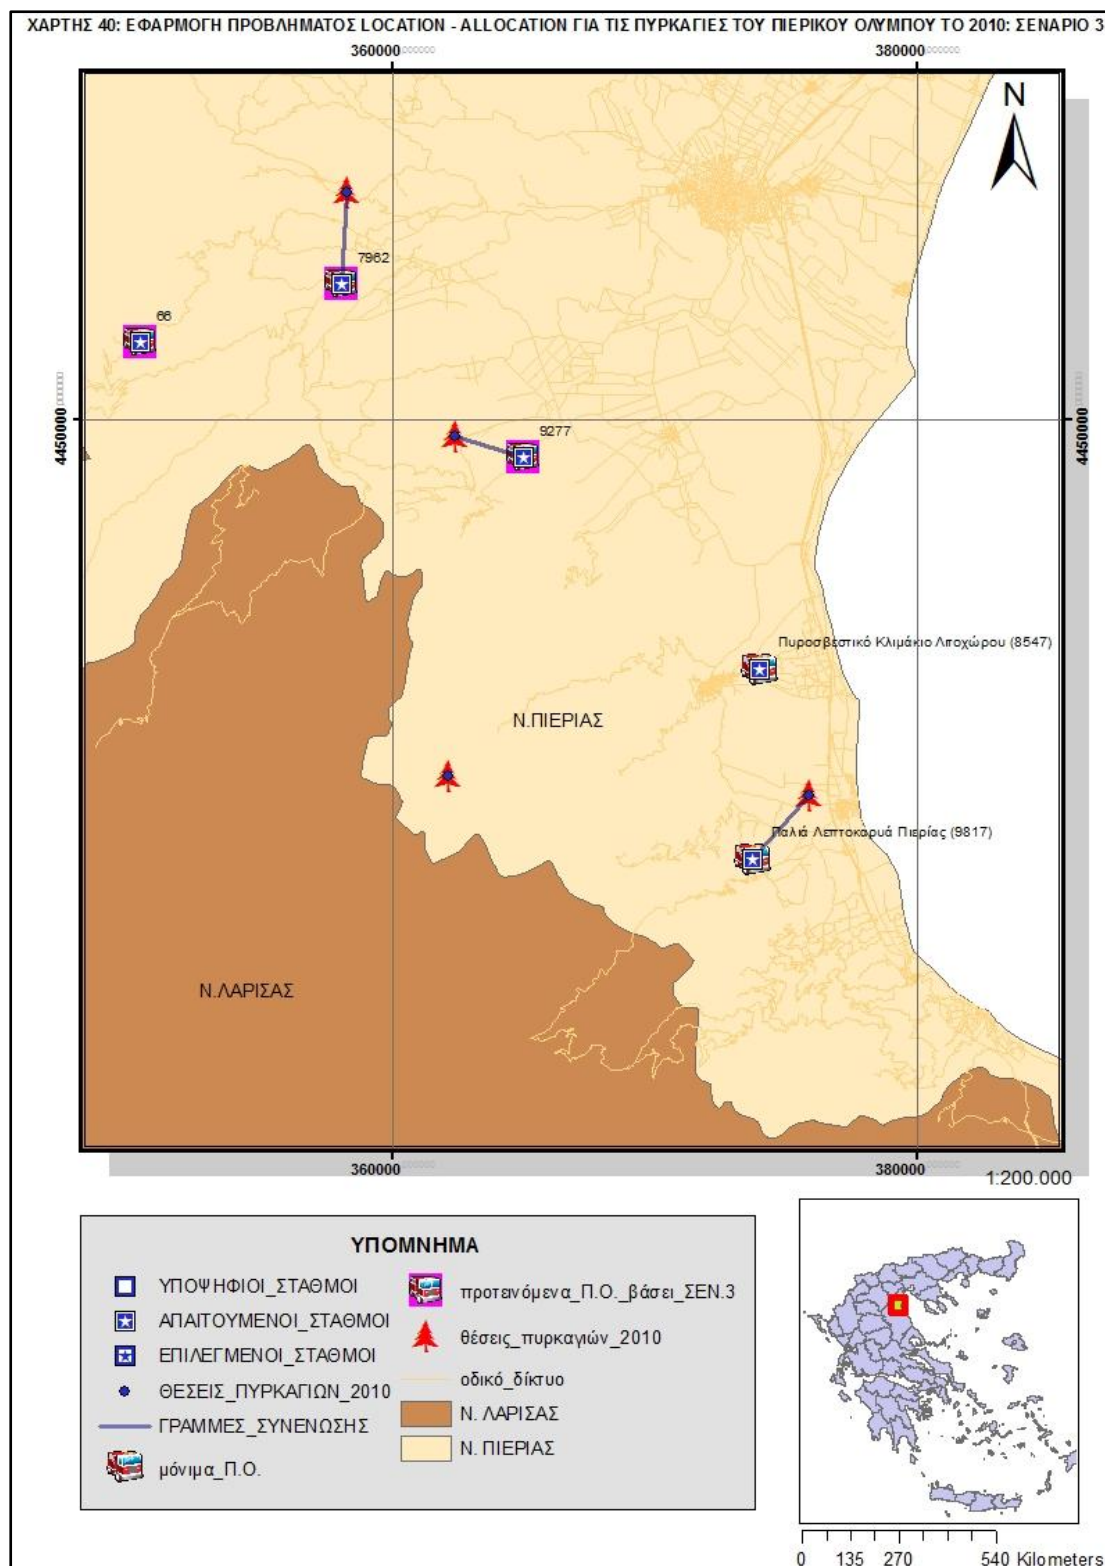 ΧΑΡΤΗΣ 40: ΕΦΑΡΜΟΓΗ ΠΡΟΒΛΗΜΑΤΟΣ LOCATION - ALLOCATION ΓΙΑ ΤΙΣ ΠΥΡΚΑΓΙΕΣ ΤΟΥ ΠΙΕΡΙΚΟΥ ΟΛΥΜΠΟΥ ΤΟ 2010: ΣΕΝΑΡΙΟ 3
360000 380000
N
7962
66
4450000 4450000
9277
Πυροσβεστικό Κλιμάκιο Λιτοχώρου (8547)
Ν.ΠΙΕΡΙΑΣ
Παλιά Λεπτοκαρυά Πιερίας (9817)
Ν.ΛΑΡΙΣΑΣ
360000 380000
1:200.000
ΥΠΟΜΝΗΜΑ
ΥΠΟΨΗΦΙΟΙ_ΣΤΑΘΜΟΙ
ΑΠΑΙΤΟΥΜΕΝΟΙ_ΣΤΑΘΜΟΙ
ΕΠΙΛΕΓΜΕΝΟΙ_ΣΤΑΘΜΟΙ
ΘΕΣΕΙΣ_ΠΥΡΚΑΓΙΩΝ_2010
ΓΡΑΜΜΕΣ_ΣΥΝΕΝΩΣΗΣ
μόνιμα_Π.Ο.
προτεινόμενα_Π.Ο._βάσει_ΣΕΝ.3
θέσεις_πυρκαγιών_2010
οδικό_δίκτυο
Ν. ΛΑΡΙΣΑΣ
Ν. ΠΙΕΡΙΑΣ
0 135 270 540 Kilometers